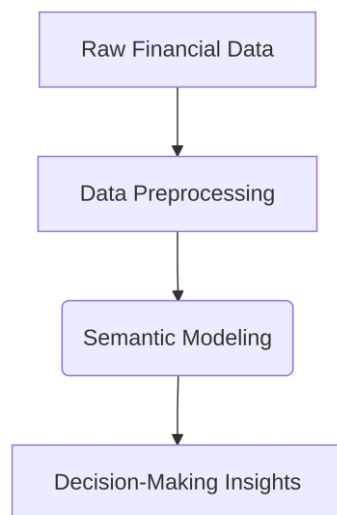 Raw Financial Data
Data Preprocessing
Semantic Modeling
Decision-Making Insights